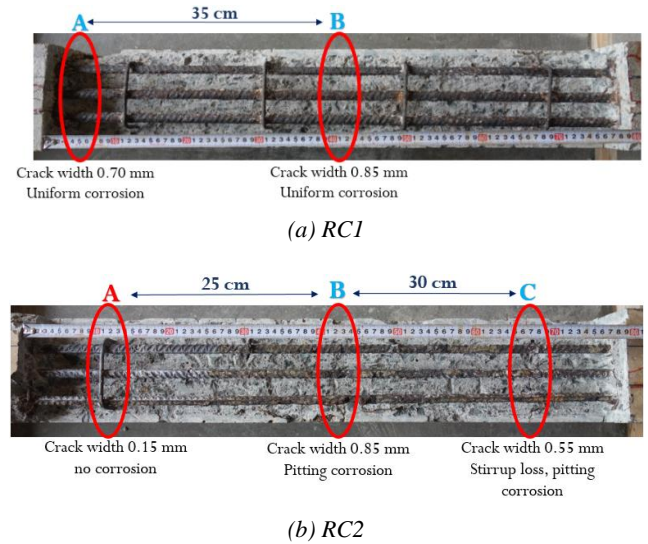 35 cm
A B
Crack width 0.70 mm
Uniform corrosion
Crack width 0.85 mm
Uniform corrosion
(a) RC1
25 cm 30 cm
A B C
Crack width 0.15 mm
no corrosion
Crack width 0.85 mm
Pitting corrosion
Crack width 0.55 mm
Stirrup loss, pitting
corrosion
(b) RC2